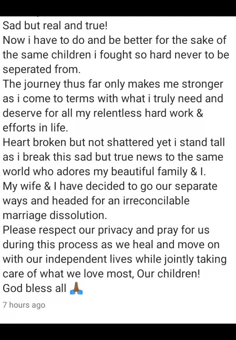 Sad but real and true!
Now i have to do and be better for the sake of
the same children i fought so hard never to be
seperated from.
The journey thus far only makes me stronger
as i come to terms with what i truly need and
deserve for all my relentless hard work &
efforts in life.
Heart broken but not shattered yet i stand tall
as i break this sad but true news to the same
world who adores my beautiful family & I.
My wife & I have decided to go our separate
ways and headed for an irreconcilable
marriage dissolution.
Please respect our privacy and pray for us
during this process as we heal and move on
with our independent lives while jointly taking
care of what we love most, Our children!
God bless all 🙏🏾
7 hours ago